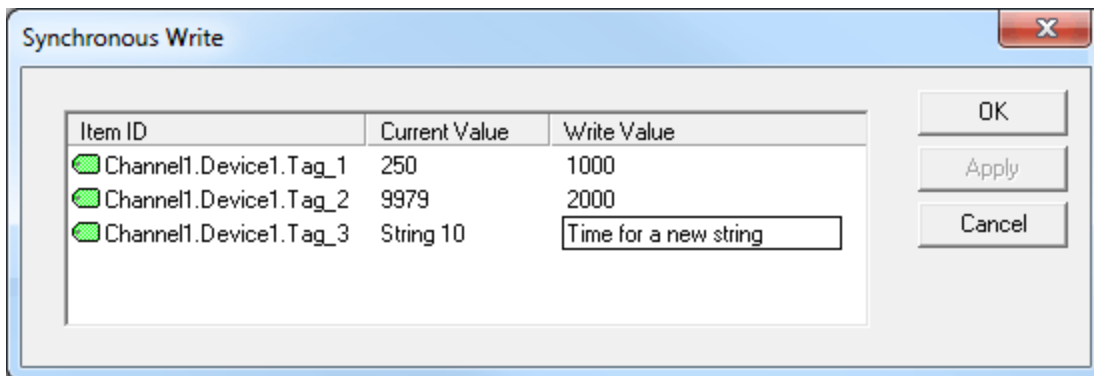 Synchronous Write
Item ID Current Value Write Value
Channel1.Device1.Tag_1 250 1000
Channel1.Device1.Tag_2 9979 2000
Channel1.Device1.Tag_3 String 10 Time for a new string
OK
Apply
Cancel